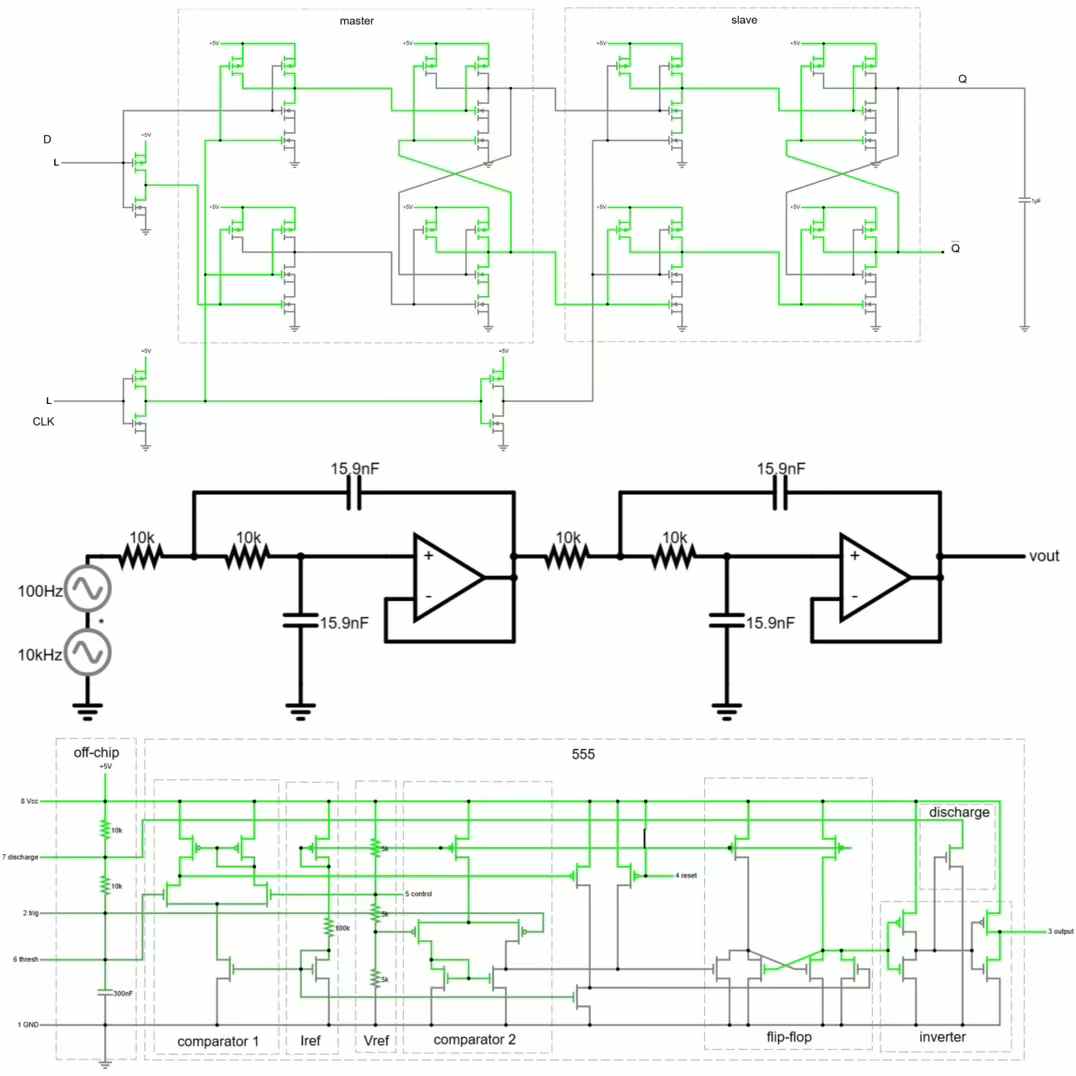 master
slave
+5V
+5V
+5V
+5V
Q
D
+5V
L
1µF
+5V
+5V
+5V
+5V
Q
+5V
+5V
L
CLK
15.9nF
15.9nF
10k
10k
10k
10k
+
+
vout
100Hz
-
-
15.9nF
15.9nF
10kHz
off-chip
555
+5V
8 Vcc
discharge
10k
5k
7 discharge
4 reset
10k
5 control
2 trig
5k
100k
3 output
6 thresh
5k
300nF
1 GND
comparator 1
Iref
Vref
comparator 2
flip-flop
inverter